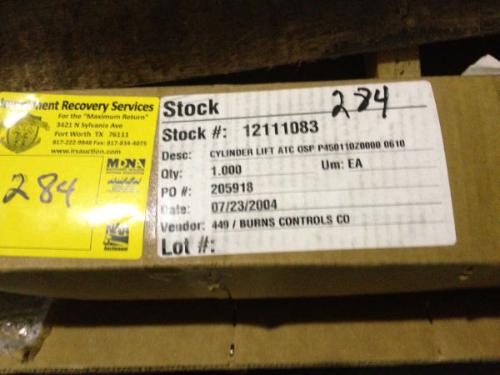 Investment Recovery Services
For the "Maximum Return"
3421 N Sylvania Ave
Fort Worth TX 76111
817-222-9848 Fax: 817-834-4075
www.irsauction.com
284
Stock
284
Stock #: 12111083
Desc: CYLINDER LIFT ATC OSP P450110Z0000 0610
Qty: 1.000 Um: EA
PO #: 205918
Date: 07/23/2004
Vendor: 449 / BURNS CONTROLS CO
Lot #: